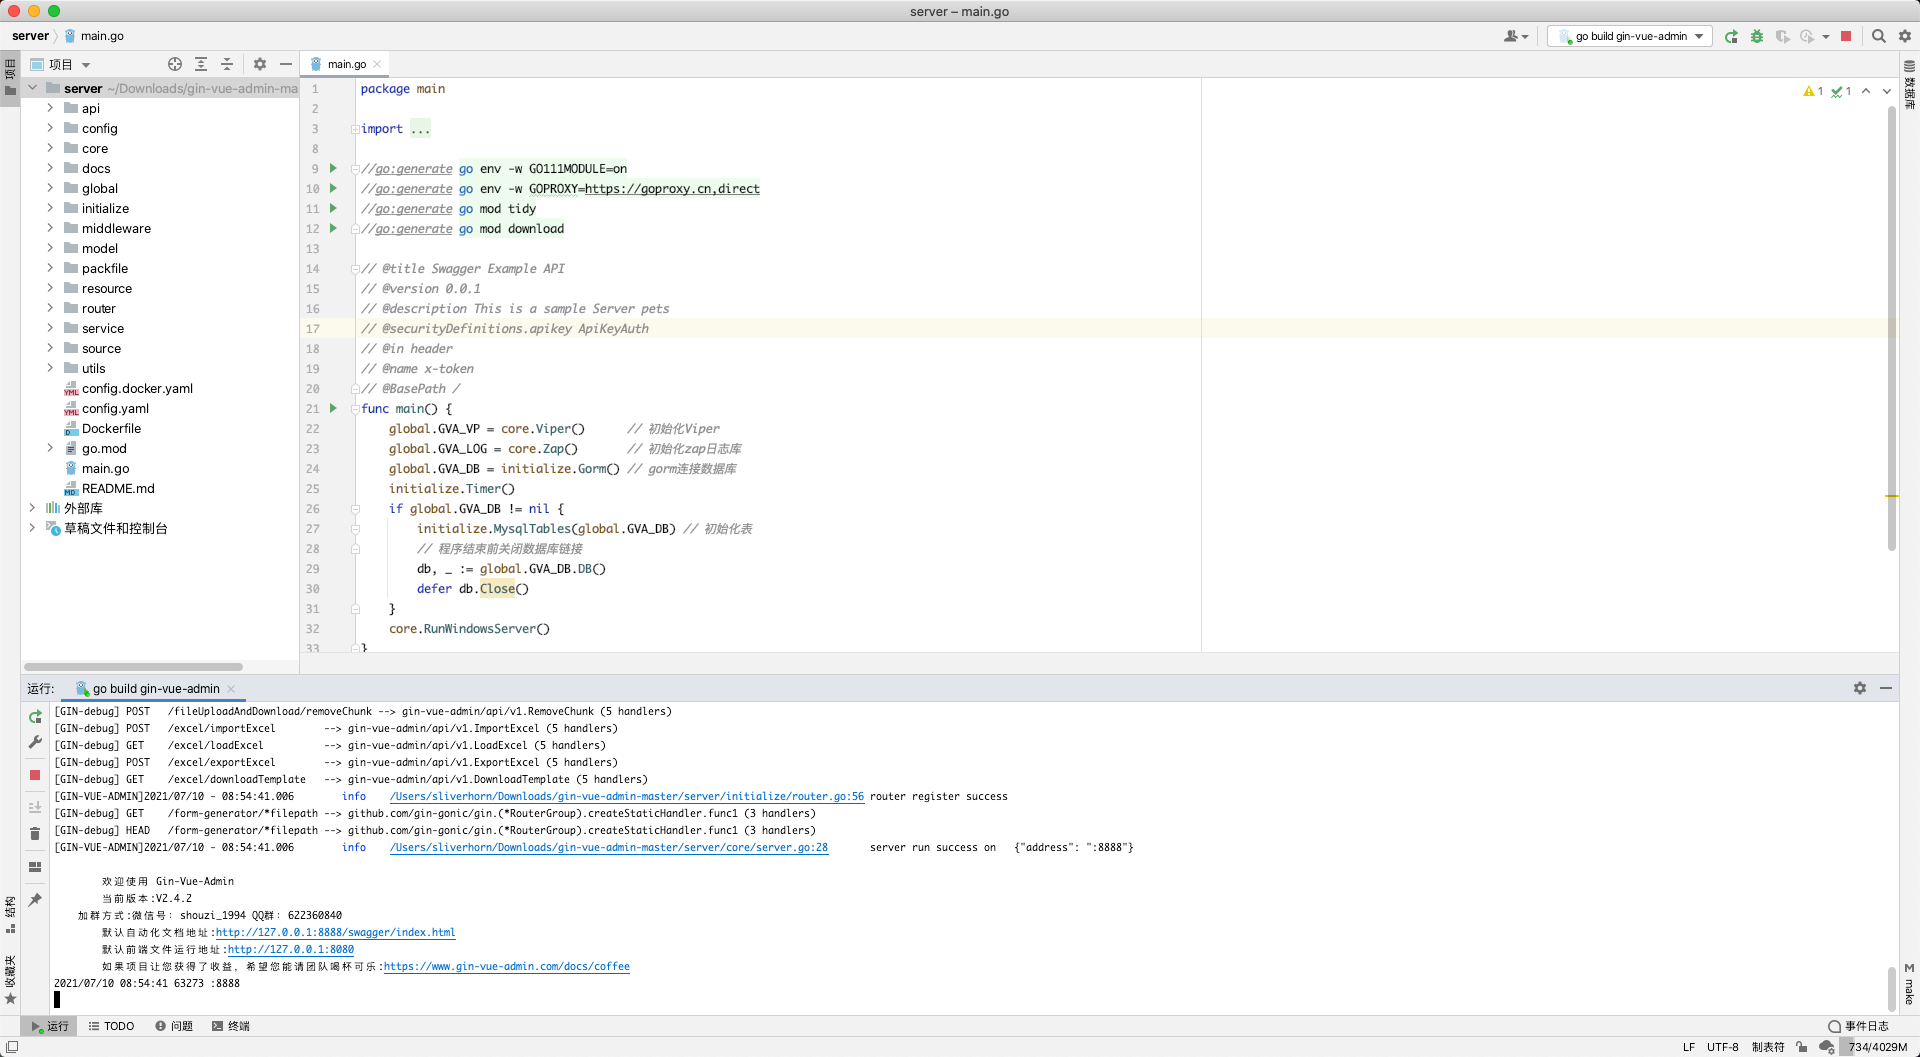 server – main.go
server main.go
go build gin-vue-admin
项目
项目
main.go
数据库
server ~/Downloads/gin-vue-admin-ma
api
config
core
docs
global
initialize
middleware
model
packfile
resource
router
service
source
utils
config.docker.yaml
config.yaml
Dockerfile
go.mod
main.go
README.md
外部库
草稿文件和控制台
1 package main
2
3 import ...
8
9 //go:generate go env -w GO111MODULE=on
10 //go:generate go env -w GOPROXY=https://goproxy.cn,direct
11 //go:generate go mod tidy
12 //go:generate go mod download
13
14 // @title Swagger Example API
15 // @version 0.0.1
16 // @description This is a sample Server pets
17 // @securityDefinitions.apikey ApiKeyAuth
18 // @in header
19 // @name x-token
20 // @BasePath /
21 func main() {
22 global.GVA_VP = core.Viper() // 初始化Viper
23 global.GVA_LOG = core.Zap() // 初始化zap日志库
24 global.GVA_DB = initialize.Gorm() // gorm连接数据库
25 initialize.Timer()
26 if global.GVA_DB != nil {
27 initialize.MysqlTables(global.GVA_DB) // 初始化表
28 // 程序结束前关闭数据库链接
29 db, _ := global.GVA_DB.DB()
30 defer db.Close()
31 }
32 core.RunWindowsServer()
33 }
1 1
运行: go build gin-vue-admin
[GIN-debug] POST /fileUploadAndDownload/removeChunk --> gin-vue-admin/api/v1.RemoveChunk (5 handlers)
[GIN-debug] POST /excel/importExcel --> gin-vue-admin/api/v1.ImportExcel (5 handlers)
[GIN-debug] GET /excel/loadExcel --> gin-vue-admin/api/v1.LoadExcel (5 handlers)
[GIN-debug] POST /excel/exportExcel --> gin-vue-admin/api/v1.ExportExcel (5 handlers)
[GIN-debug] GET /excel/downloadTemplate --> gin-vue-admin/api/v1.DownloadTemplate (5 handlers)
[GIN-VUE-ADMIN]2021/07/10 - 08:54:41.006 info /Users/sliverhorn/Downloads/gin-vue-admin-master/server/initialize/router.go:56 router register success
[GIN-debug] GET /form-generator/*filepath --> github.com/gin-gonic/gin.(*RouterGroup).createStaticHandler.func1 (3 handlers)
[GIN-debug] HEAD /form-generator/*filepath --> github.com/gin-gonic/gin.(*RouterGroup).createStaticHandler.func1 (3 handlers)
[GIN-VUE-ADMIN]2021/07/10 - 08:54:41.006 info /Users/sliverhorn/Downloads/gin-vue-admin-master/server/core/server.go:28 server run success on {"address": ":8888"}
欢迎使用 Gin-Vue-Admin
当前版本:V2.4.2
加群方式:微信号：shouzi_1994 QQ群：622360840
默认自动化文档地址:http://127.0.0.1:8888/swagger/index.html
默认前端文件运行地址:http://127.0.0.1:8080
如果项目让您获得了收益，希望您能请团队喝杯可乐:https://www.gin-vue-admin.com/docs/coffee
2021/07/10 08:54:41 63273 :8888
结构
收藏夹
M make
运行 TODO 问题 终端 事件日志
LF UTF-8 制表符 734/4029M